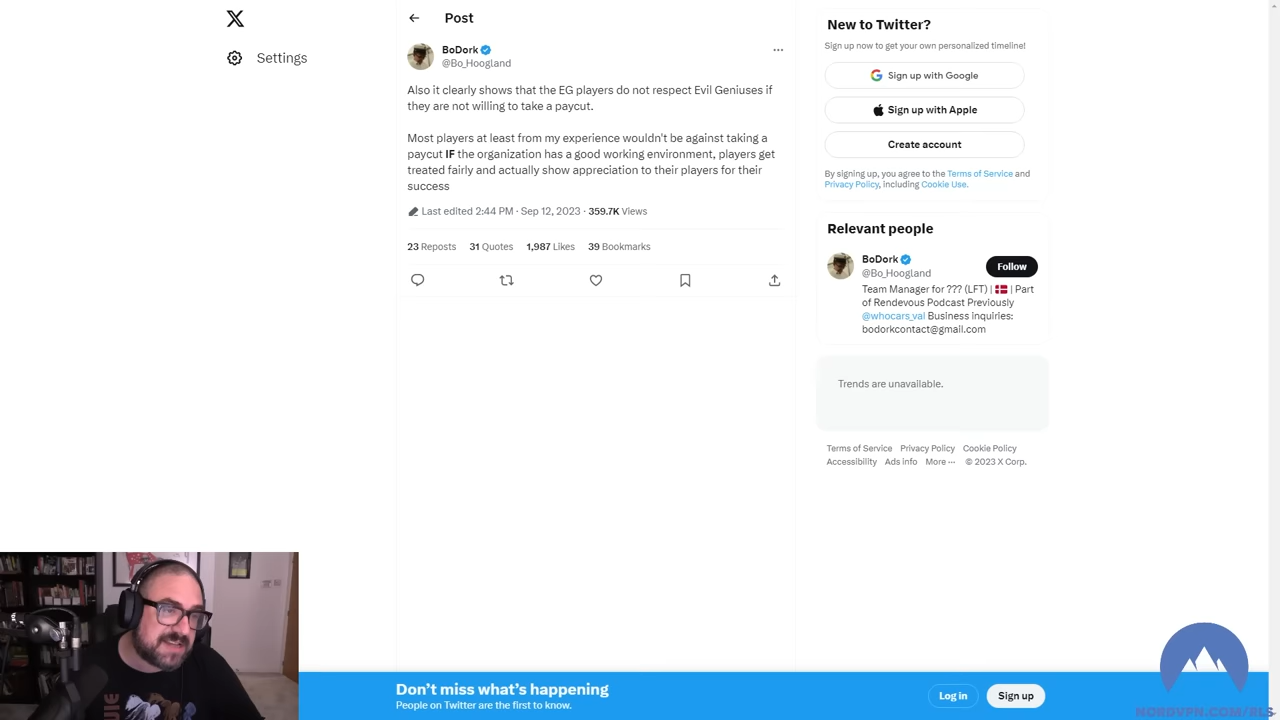 Settings
Post
BoDork
@Bo_Hoogland
Also it clearly shows that the EG players do not respect Evil Geniuses if
they are not willing to take a paycut.
Most players at least from my experience wouldn't be against taking a
paycut IF the organization has a good working environment, players get
treated fairly and actually show appreciation to their players for their
success
Last edited 2:44 PM · Sep 12, 2023 · 359.7K Views
23 Reposts 31 Quotes 1,987 Likes 39 Bookmarks
New to Twitter?
Sign up now to get your own personalized timeline!
Sign up with Google
Sign up with Apple
Create account
By signing up, you agree to the Terms of Service and
Privacy Policy, including Cookie Use.
Relevant people
BoDork
@Bo_Hoogland
Follow
Team Manager for ??? (LFT) | 🇩🇰 | Part
of Rendevous Podcast Previously
@whocars_val Business inquiries:
bodorkcontact@gmail.com
Trends are unavailable.
Terms of Service Privacy Policy Cookie Policy
Accessibility Ads info More ··· © 2023 X Corp.
Don't miss what's happening
People on Twitter are the first to know.
Log in
Sign up
NORDVPN.COM/RLS